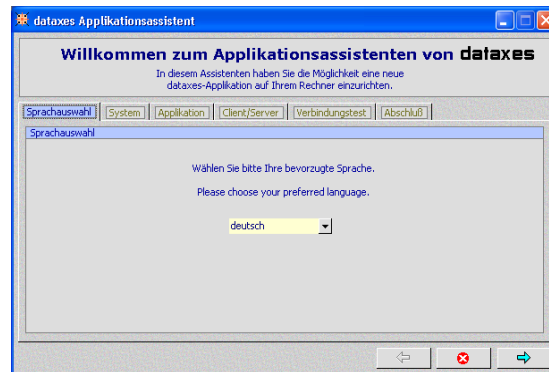 dataxes Applikationsassistent
Willkommen zum Applikationsassistenten von dataxes
In diesem Assistenten haben Sie die Möglichkeit eine neue
dataxes-Applikation auf Ihrem Rechner einzurichten.
Sprachauswahl System Applikation Client/Server Verbindungstest Abschluß
Sprachauswahl
Wählen Sie bitte Ihre bevorzugte Sprache.
Please choose your preferred language.
deutsch